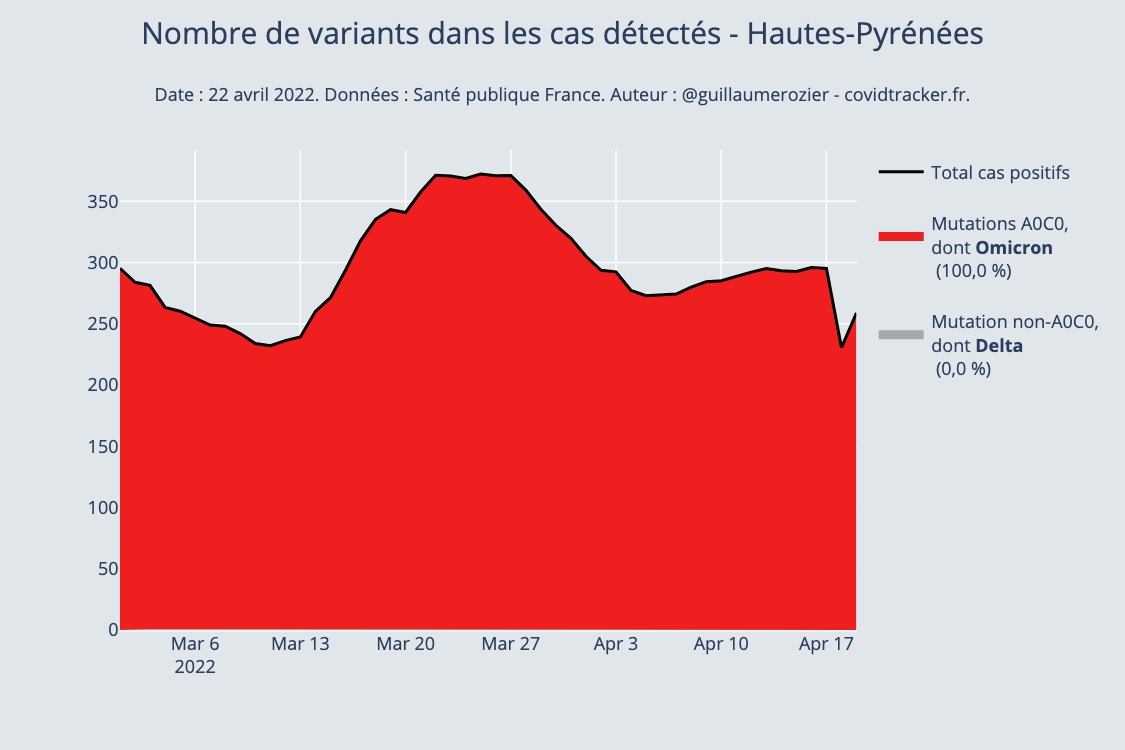 Nombre de variants dans les cas détectés - Hautes-Pyrénées
Date : 22 avril 2022. Données : Santé publique France. Auteur : @guillaumerozier - covidtracker.fr.
Total cas positifs
Mutations A0C0,
dont Omicron
(100,0 %)
Mutation non-A0C0,
dont Delta
(0,0 %)
350
300
250
200
150
100
50
0
Mar 6
2022
Mar 13
Mar 20
Mar 27
Apr 3
Apr 10
Apr 17